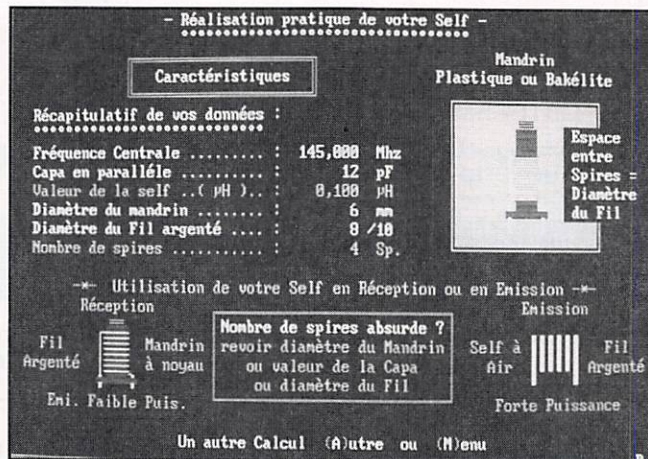 - Réalisation pratique de votre Self -
Caractéristiques
Mandrin
Plastique ou Bakélite
Récapitulatif de vos données :
Fréquence Centrale ......... : 145,000 Mhz
Capa en paralléle .......... : 12 pF
Valeur de la self ..( µH ).. : 0,100 µH
Diamètre du mandrin ........ : 6 mm
Diamètre du Fil argenté .... : 8 /10
Nombre de spires ........... : 4 Sp.
Espace
entre
Spires =
Diamètre
du Fil
-*- Utilisation de votre Self en Réception ou en Emission -*-
Réception
Emission
Fil
Argenté
Mandrin
à noyau
Emi. Faible Puis.
Nombre de spires absurde ?
revoir diamètre du Mandrin
ou valeur de la Capa
ou diamètre du Fil
Self à
Air
Fil
Argenté
Forte Puissance
Un autre Calcul (A)utre ou (M)enu